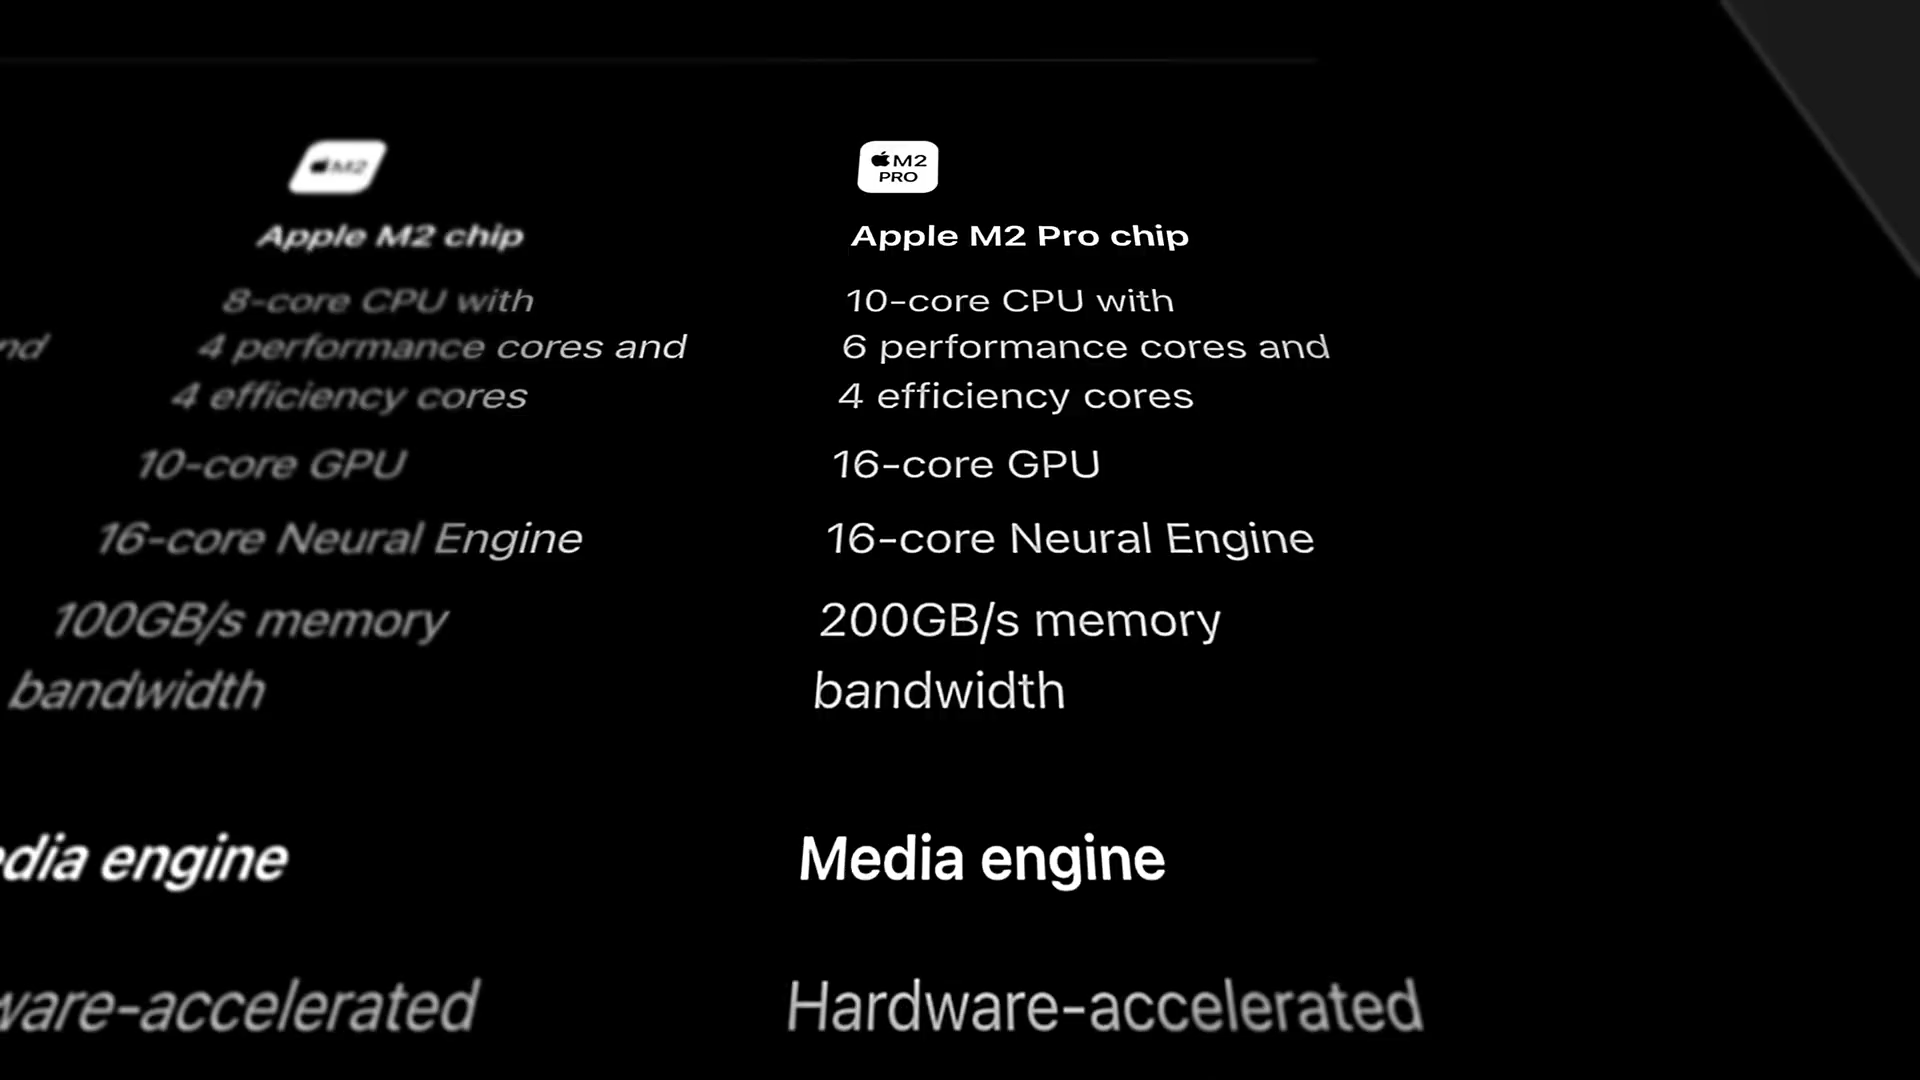 M2
Apple M2 chip
8-core CPU with
4 performance cores and
4 efficiency cores
10-core GPU
16-core Neural Engine
100GB/s memory
bandwidth
engine
M2
PRO
Apple M2 Pro chip
10-core CPU with
6 performance cores and
4 efficiency cores
16-core GPU
16-core Neural Engine
200GB/s memory
bandwidth
Media engine
Hardware-accelerated